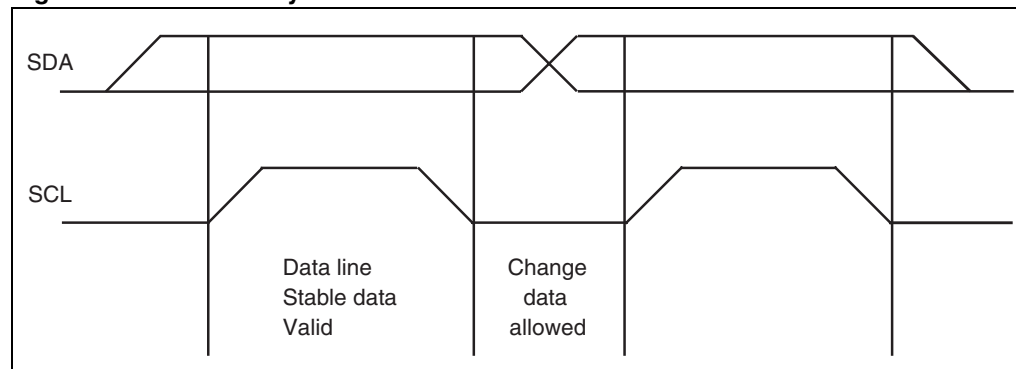 SDA
SCL
Data line
Stable data
Valid
Change
data
allowed